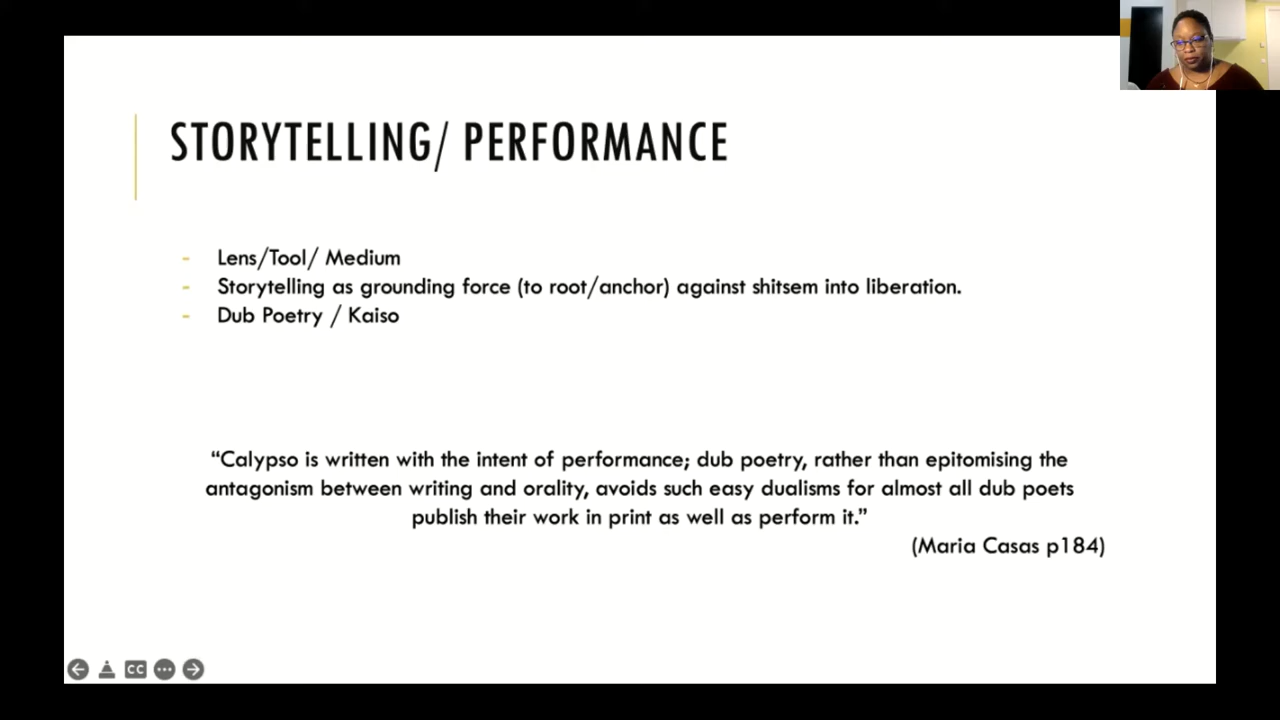 STORYTELLING/ PERFORMANCE
- Lens/Tool/ Medium
- Storytelling as grounding force (to root/anchor) against shitsem into liberation.
- Dub Poetry / Kaiso
“Calypso is written with the intent of performance; dub poetry, rather than epitomising the
antagonism between writing and orality, avoids such easy dualisms for almost all dub poets
publish their work in print as well as perform it.”
(Maria Casas p184)
CC